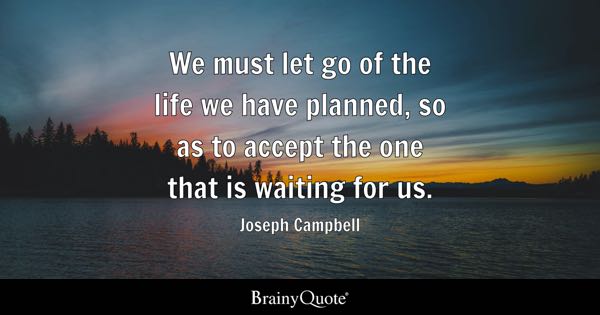 We must let go of the
life we have planned, so
as to accept the one
that is waiting for us.
Joseph Campbell
BrainyQuote®